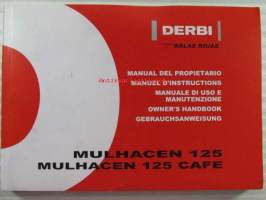 DERBI
BALAS ROJAS
MANUAL DEL PROPIETARIO
MANUEL D'INSTRUCTIONS
MANUALE DI USO E
MANUTENZIONE
OWNER'S HANDBOOK
GEBRAUCHSANWEISUNG
MULHACEN 125
MULHACEN 125 CAFE